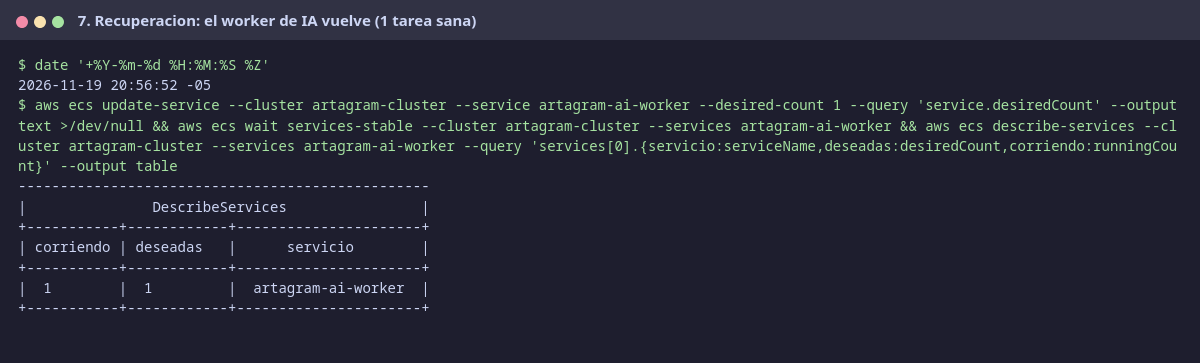 7. Recuperacion: el worker de IA vuelve (1 tarea sana)
$ date '+%Y-%m-%d %H:%M:%S %Z'
2026-11-19 20:56:52 -05
$ aws ecs update-service --cluster artagram-cluster --service artagram-ai-worker --desired-count 1 --query 'service.desiredCount' --output
text >/dev/null && aws ecs wait services-stable --cluster artagram-cluster --services artagram-ai-worker && aws ecs describe-services --cl
uster artagram-cluster --services artagram-ai-worker --query 'services[0].{servicio:serviceName,deseadas:desiredCount,corriendo:runningCou
nt}' --output table
-------------------------------------------------
|               DescribeServices                |
+-----------+------------+----------------------+
| corriendo | deseadas   |      servicio        |
+-----------+------------+----------------------+
|  1        |  1         |  artagram-ai-worker  |
+-----------+------------+----------------------+